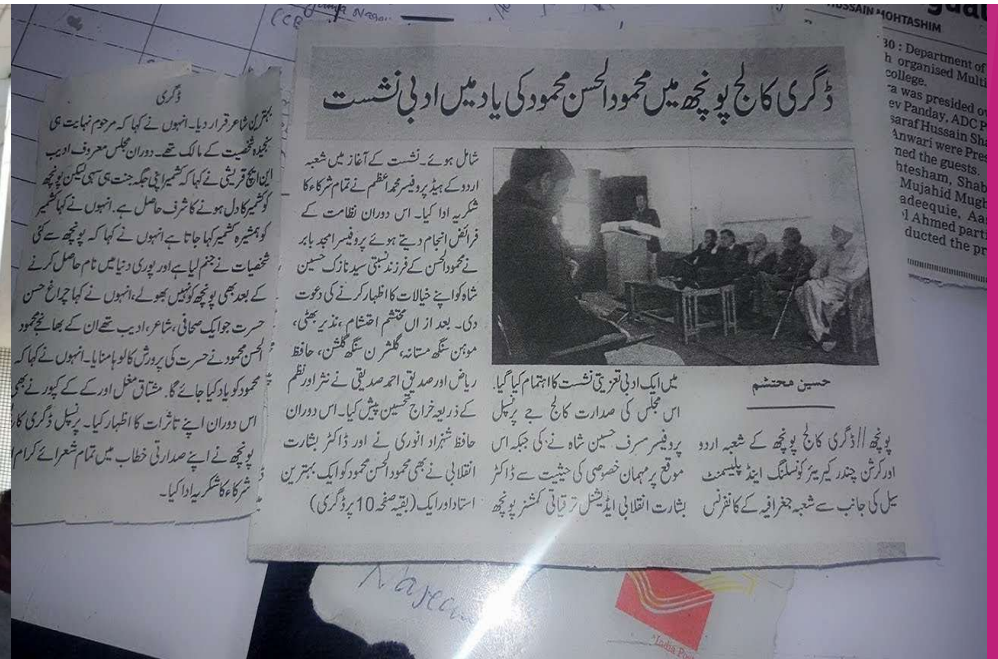 ڈگری کالج پونچھ میں محمود الحسن محمود کی یاد میں ادبی نشست
حسین محتشم
پونچھ // ڈگری کالج پونچھ کے شعبہ اردو
اور کرشن چندر کیریئر کونسلنگ اینڈ پلیسمنٹ
سیل کی جانب سے شعبہ جغرافیہ کے کانفرنس
میں ایک ادبی تعزیتی نشست کا اہتمام کیا گیا۔
اس مجلس کی صدارت کالج جے پرنسپل
پروفیسر مسرف حسین شاہ نے کی جبکہ اس
موقع پر مہمان خصوصی کی حیثیت سے ڈاکٹر
بشارت انقلابی ایڈیشنل ترقیاتی کمشنر پونچھ
شامل ہوئے۔ نشست کے آغاز میں شعبہ
اردو کے ہیڈ پروفیسر محمد اعظم نے تمام شرکاء کا
شکریہ ادا کیا۔ اس دوران نظامت کے
فرائض انجام دیتے ہوئے پروفیسر امجد بابر
نے محمود الحسن کے فرزند نسبتی سید نازک حسین
شاہ کو اپنے خیالات کا اظہار کرنے کی دعوت
دی۔ بعد از اں محتشم احتشام، نذیر بھٹی،
موہن سنگھ مستانہ، گلشن سنگھ گلشن، حافظ
ریاض اور صدیق احمد صدیقی نے نثر اور نظم
کے ذریعہ خراج تحسین پیش کیا۔ اس دوران
حافظ شہزاد انوری نے اور ڈاکٹر بشارت
انقلابی نے بھی محمود الحسن محمود کو ایک بہترین
استاد اور ایک (بقیہ صفحہ 10 پر ڈگری)
ڈگری
بہترین شاعر قرار دیا۔ انہوں نے کہا کہ مرحوم نہایت ہی
سنجیدہ شخصیت کے مالک تھے۔ دوران مجلس معروف ادیب
این ایچ قریشی نے کہا کہ کشمیر اپنی جگہ جنت ہی سہی لیکن پونچھ
کو کشمیر کا دل ہونے کا شرف حاصل ہے۔ انہوں نے کہا کشمیر
کو ہمشیرہ کشمیر کہا جاتا ہے انہوں نے کہا کہ پونچھ سے کئی
شخصیات نے جنم لیا ہے اور پوری دنیا میں نام حاصل کرنے
کے بعد بھی پونچھ کو نہیں بھولے، انہوں نے کہا چراغ حسن
حسرت جو ایک صحافی، شاعر، ادیب تھے ان کے بھانجے محمود
الحسن محمود نے حسرت کی پرورش کا لوہا منایا۔ انہوں نے کہا کہ
محمود کو یاد کیا جائے گا۔ مشتاق مغل اور کے کے کپور نے بھی
اس دوران اپنے تاثرات کا اظہار کیا۔ پرنسپل ڈگری کا
پونچھ نے اپنے صدارتی خطاب میں تمام شعرائے کرام ا
شرکاء کا شکریہ ادا کیا۔
HUSSAIN MOHTASHIM
30 : Department of
h organised Multi
college.
ra was presided ov
ev Panday, ADC P
saraf Hussain Sha
Anwari were Pres
ned the guests.
htesham, Shab
Mujahid Mugh
adeequie, Aas
l Ahmed parti
ducted the pr
India Post